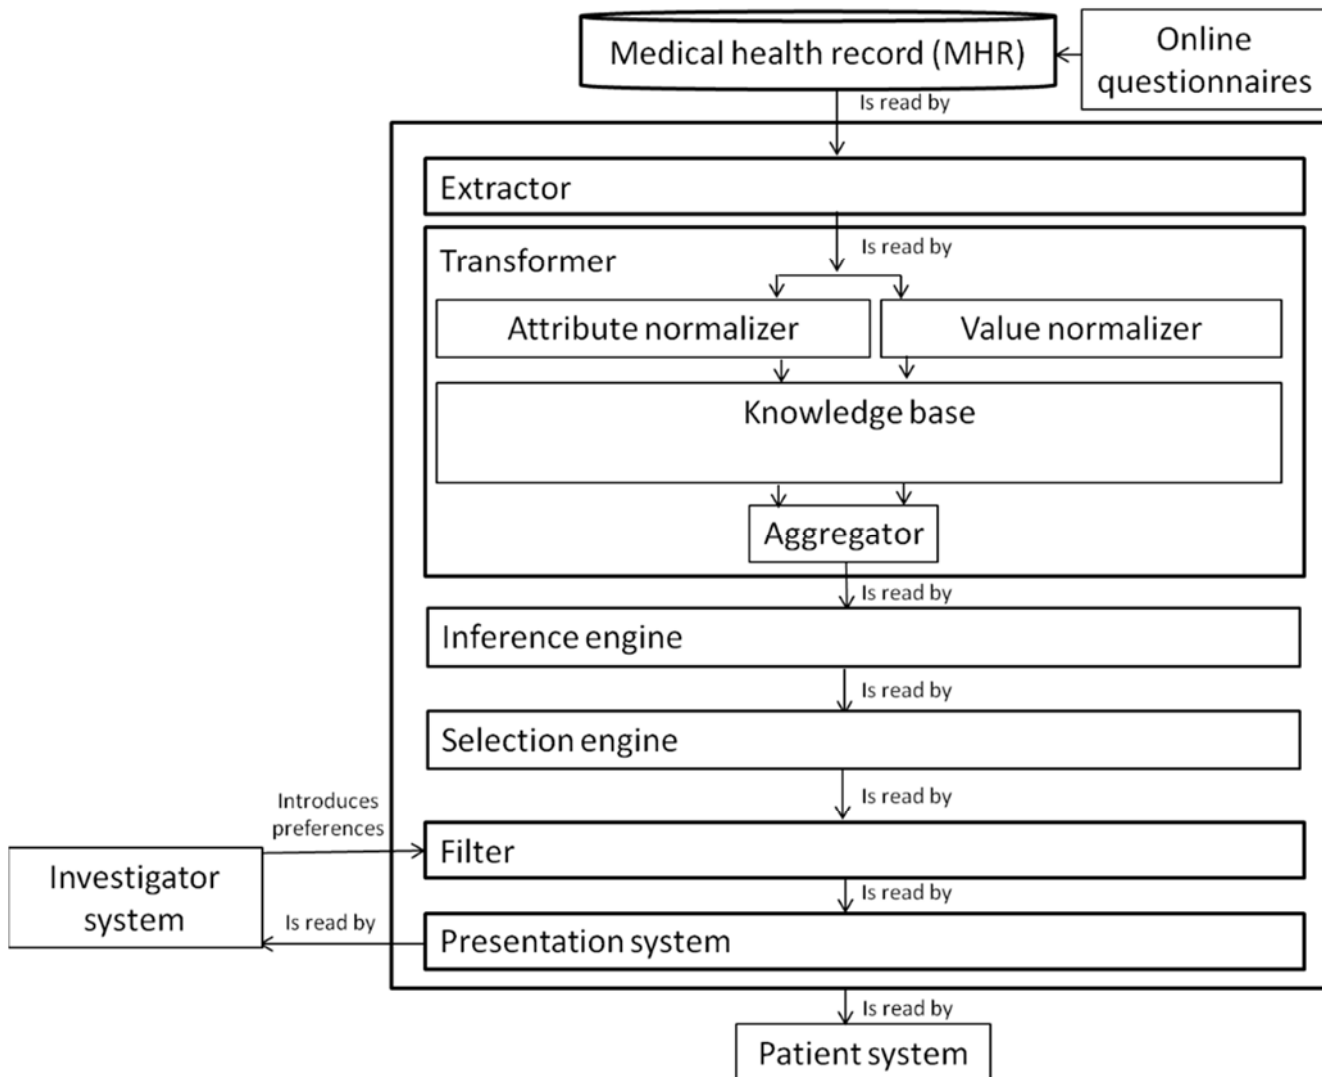 Medical health record (MHR)
Online
questionnaires
Is read by
Extractor
Is read by
Transformer
Attribute normalizer
Value normalizer
Knowledge base
Aggregator
Is read by
Inference engine
Is read by
Selection engine
Is read by
Introduces
preferences
Filter
Investigator
system
Is read by
Is read by
Presentation system
Is read by
Patient system